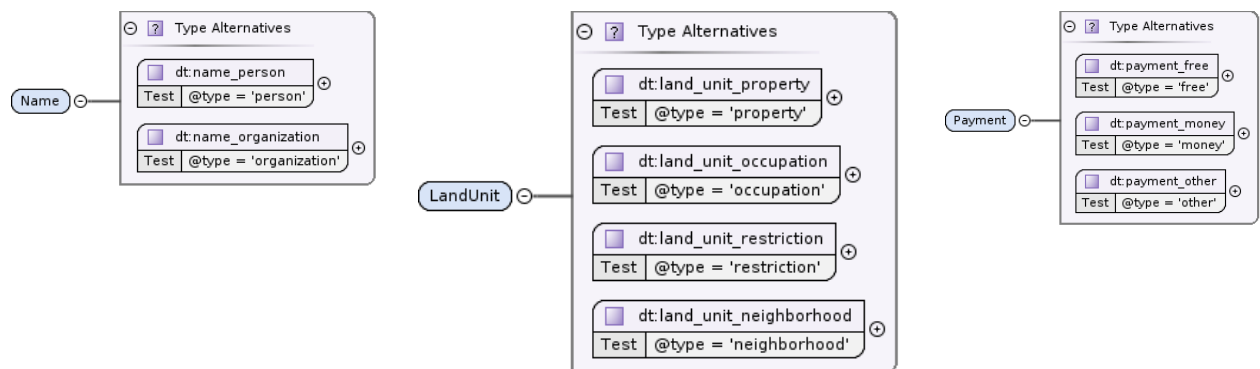 Name
Type Alternatives
dt:name_person
Test @type = 'person'
dt:name_organization
Test @type = 'organization'
LandUnit
Type Alternatives
dt:land_unit_property
Test @type = 'property'
dt:land_unit_occupation
Test @type = 'occupation'
dt:land_unit_restriction
Test @type = 'restriction'
dt:land_unit_neighborhood
Test @type = 'neighborhood'
Payment
Type Alternatives
dt:payment_free
Test @type = 'free'
dt:payment_money
Test @type = 'money'
dt:payment_other
Test @type = 'other'